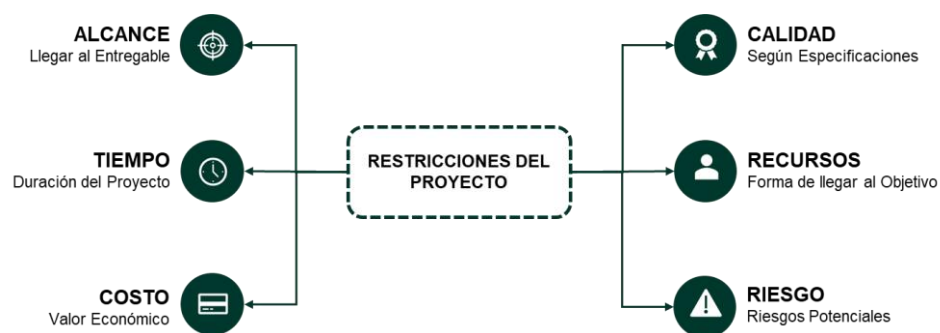 ALCANCE
Llegar al Entregable
TIEMPO
Duración del Proyecto
COSTO
Valor Económico
RESTRICCIONES DEL
PROYECTO
CALIDAD
Según Especificaciones
RECURSOS
Forma de llegar al Objetivo
RIESGO
Riesgos Potenciales